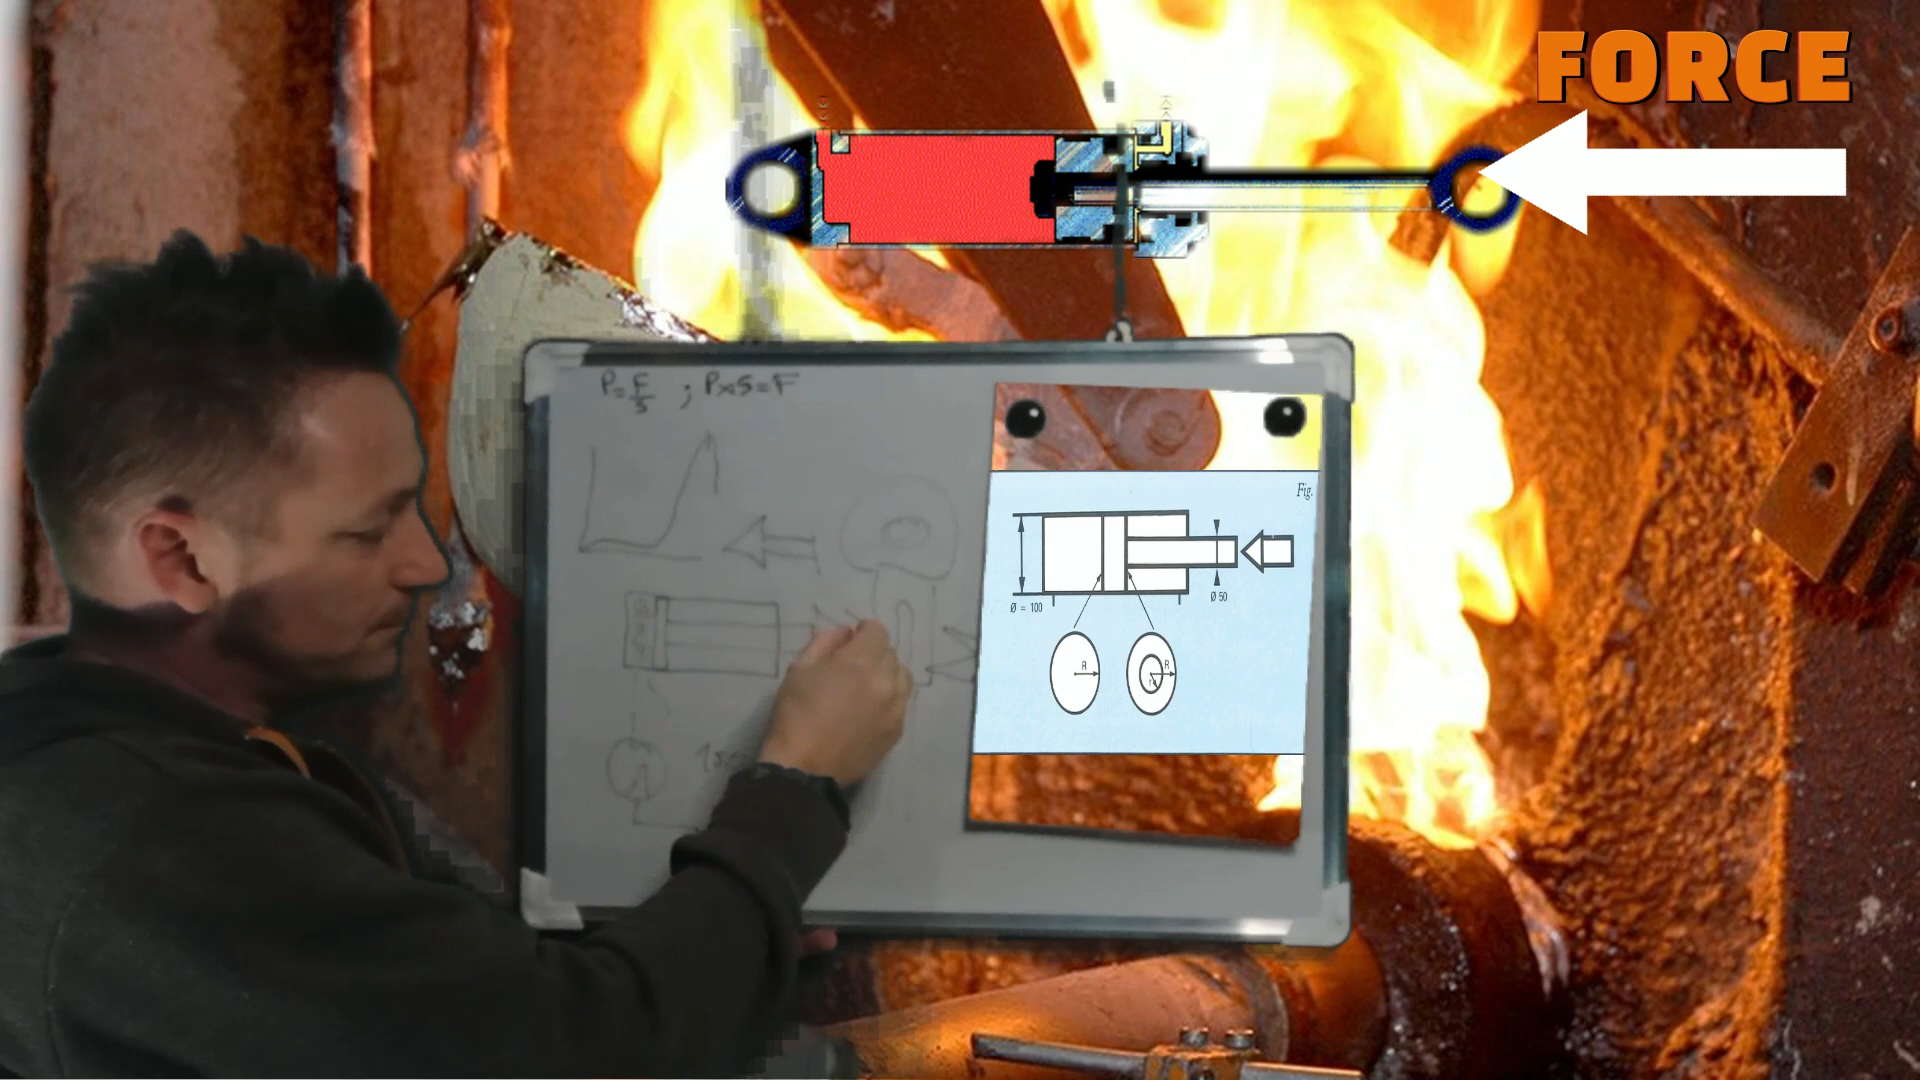 FORCE
P=F/S ; P×S=F
Fig.
Ø = 100
Ø 50
R
R
r